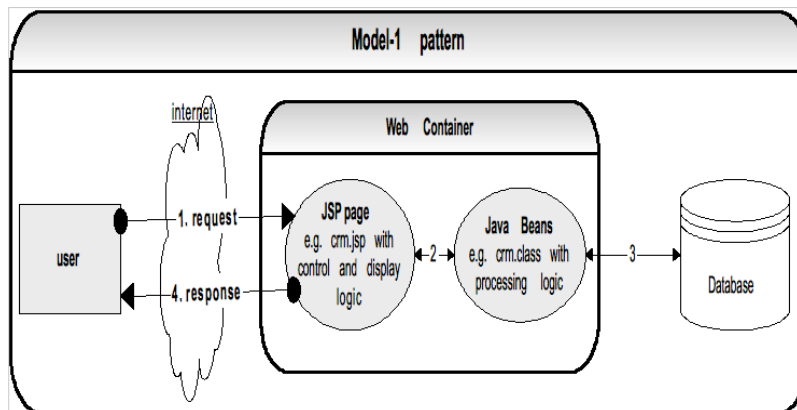 Model-1 pattern
internet
Web Container
user
1. request
4. response
JSP page
e.g. crm.jsp with
control and display
logic
2
Java Beans
e.g. crm.class with
processing logic
3
Database